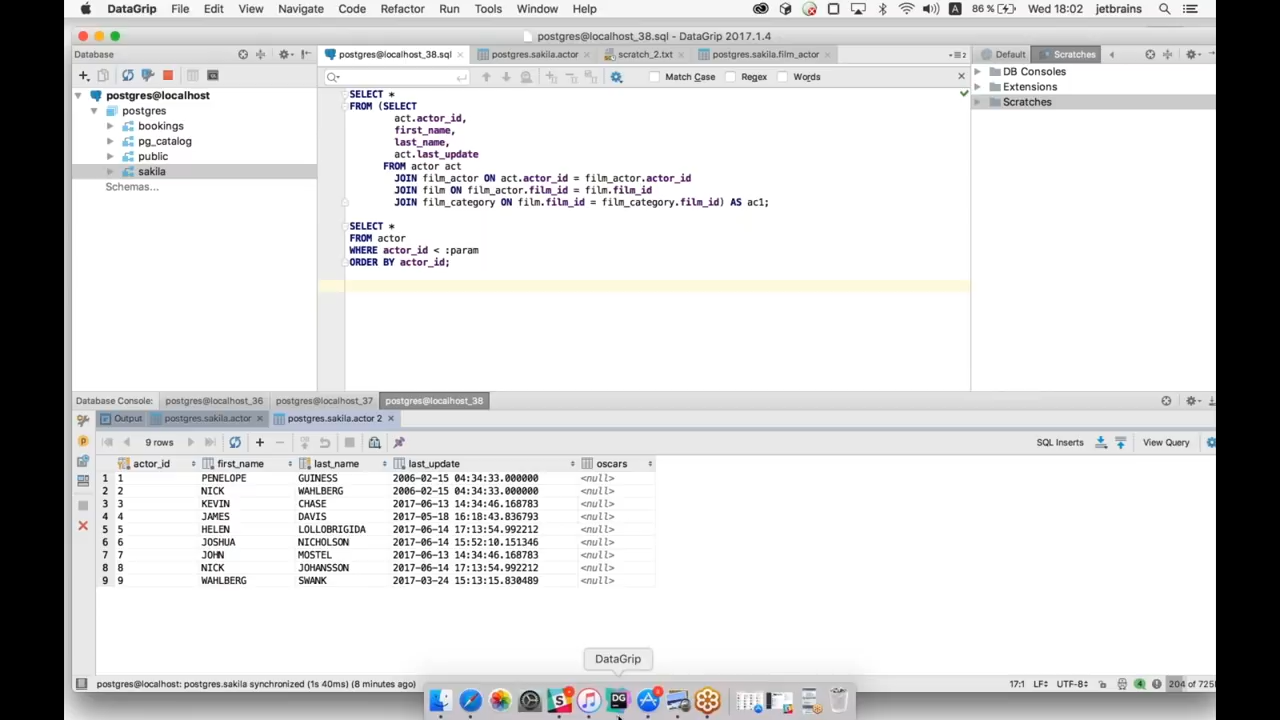 DataGrip File Edit View Navigate Code Refactor Run Tools Window Help A 86 % Wed 18:02 jetbrains
postgres@localhost_38.sql - DataGrip 2017.1.4
Database postgres@localhost_38.sql postgres.sakila.actor scratch_2.txt postgres.sakila.film_actor Default Scratches
Match Case Regex Words
DB Consoles
Extensions
Scratches
postgres@localhost
postgres
bookings
pg_catalog
public
sakila
Schemas...
SELECT *
FROM (SELECT
act.actor_id,
first_name,
last_name,
act.last_update
FROM actor act
JOIN film_actor ON act.actor_id = film_actor.actor_id
JOIN film ON film_actor.film_id = film.film_id
JOIN film_category ON film.film_id = film_category.film_id) AS ac1;
SELECT *
FROM actor
WHERE actor_id < :param
ORDER BY actor_id;
Database Console: postgres@localhost_36 postgres@localhost_37 postgres@localhost_38
Output postgres.sakila.actor postgres.sakila.actor 2
9 rows SQL Inserts View Query
actor_id first_name last_name last_update oscars
1 1 PENELOPE GUINESS 2006-02-15 04:34:33.000000 <null>
2 2 NICK WAHLBERG 2006-02-15 04:34:33.000000 <null>
3 3 KEVIN CHASE 2017-06-13 14:34:46.168783 <null>
4 4 JAMES DAVIS 2017-05-18 16:18:43.836793 <null>
5 5 HELEN LOLLOBRIGIDA 2017-06-14 17:13:54.992212 <null>
6 6 JOSHUA NICHOLSON 2017-06-14 15:52:10.151346 <null>
7 7 JOHN MOSTEL 2017-06-13 14:34:46.168783 <null>
8 8 NICK JOHANSSON 2017-06-14 17:13:54.992212 <null>
9 9 WAHLBERG SWANK 2017-03-24 15:13:15.830489 <null>
DataGrip
postgres@localhost: postgres.sakila synchronized (1s 40ms) (8 minutes ago) 17:1 LF UTF-8 204 of 725
DG